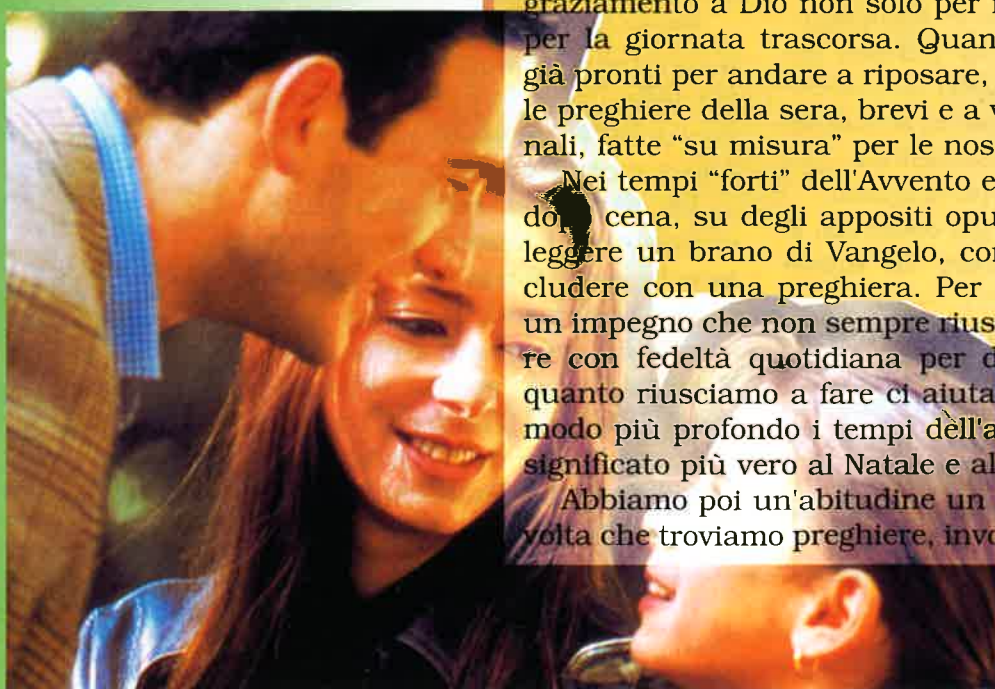 graziamento a Dio non solo per
per la giornata trascorsa. Quan
già pronti per andare a riposare,
le preghiere della sera, brevi e a v
nali, fatte “su misura” per le nos
Nei tempi “forti” dell'Avvento e
dopo cena, su degli appositi opu
leggere un brano di Vangelo, con
cludere con una preghiera. Per
un impegno che non sempre rius
re con fedeltà quotidiana per d
quanto riusciamo a fare ci aiuta
modo più profondo i tempi dell'a
significato più vero al Natale e al
Abbiamo poi un'abitudine un
volta che troviamo preghiere, invo